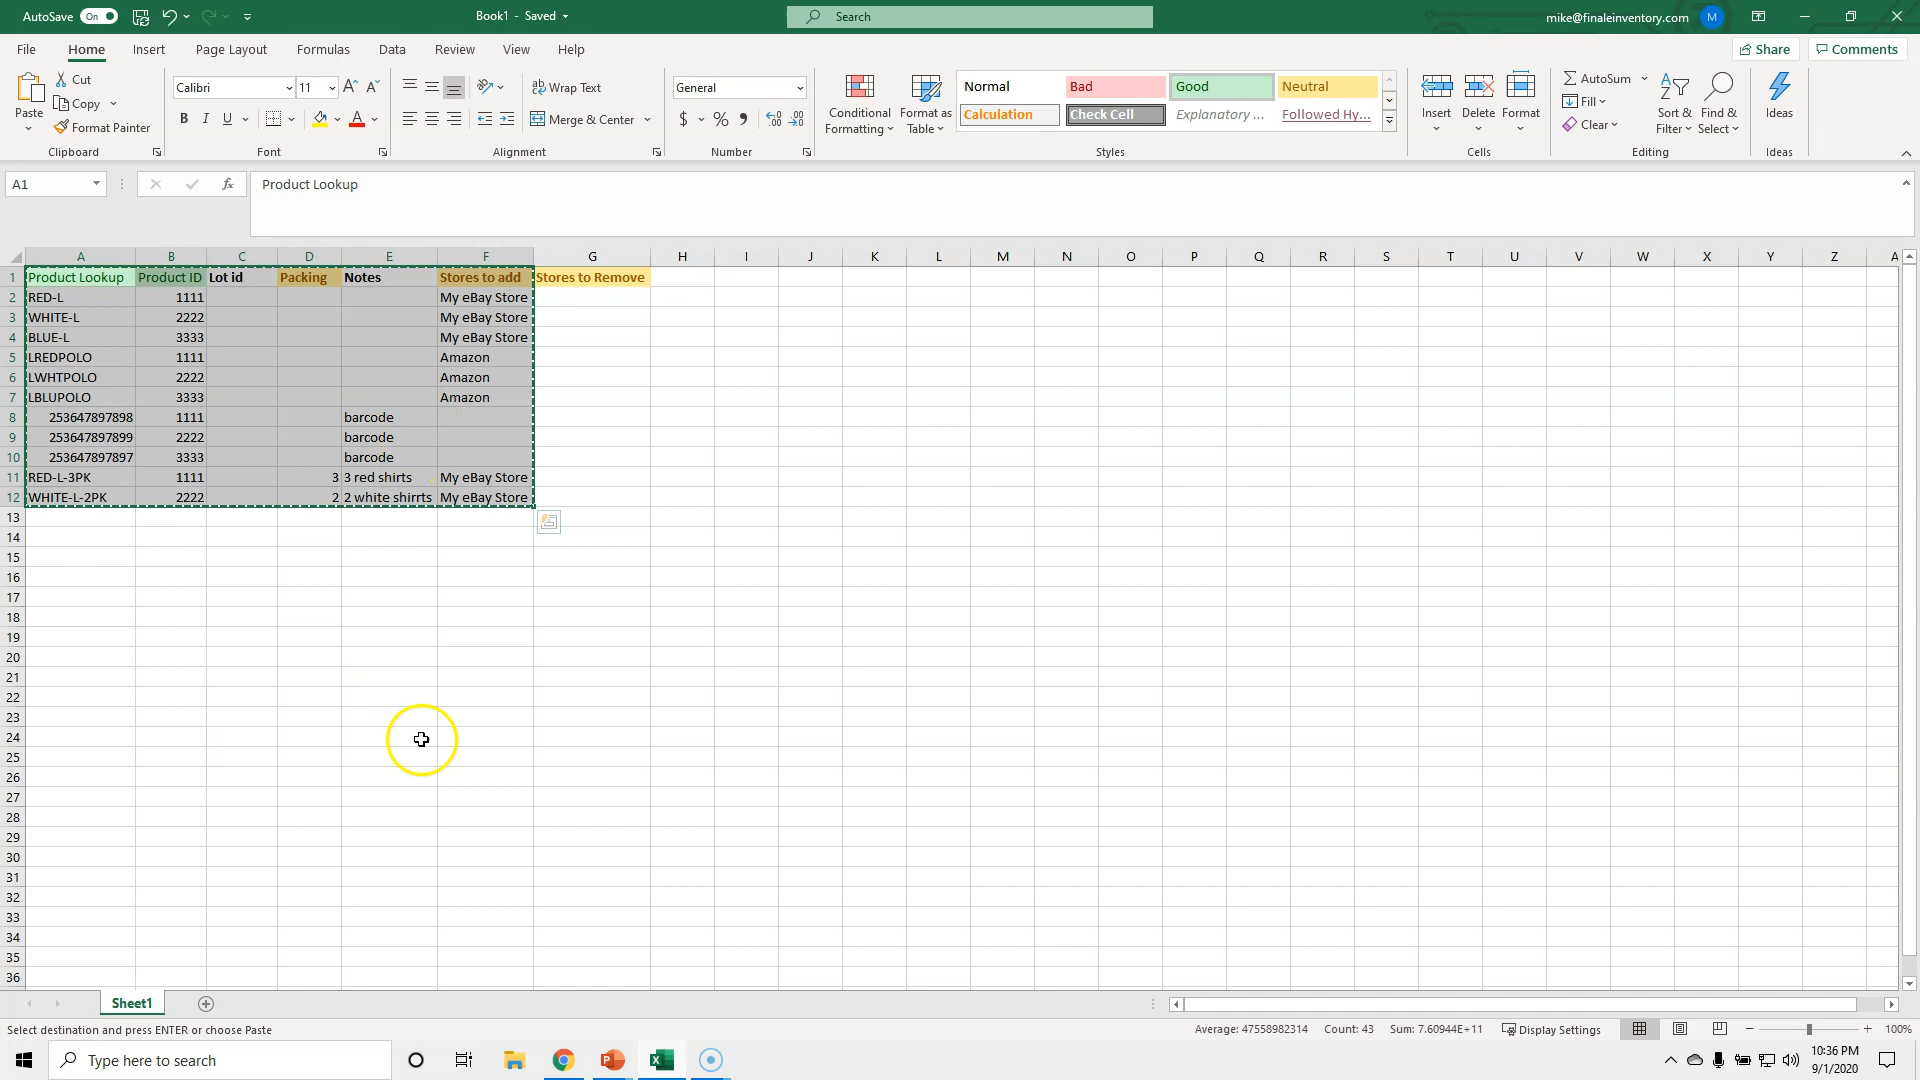 AutoSave On Book1 - Saved Search mike@finaleinventory.com M
File Home Insert Page Layout Formulas Data Review View Help Share Comments
Paste Cut Copy Format Painter Clipboard
Calibri 11 B I U A A A Font
Wrap Text Merge & Center Alignment
General $ % 9 Number
Conditional Formatting Format as Table Normal Bad Good Neutral
Calculation Check Cell Explanatory ... Followed Hy... Styles
Insert Delete Format Cells
AutoSum Fill Clear Sort & Filter Find & Select Editing
Ideas Ideas
A1 fx Product Lookup
A B C D E F G H I J K L M N O P Q R S T U V W X Y Z A
1 Product Lookup Product ID Lot id Packing Notes Stores to add Stores to Remove
2 RED-L 1111 My eBay Store
3 WHITE-L 2222 My eBay Store
4 BLUE-L 3333 My eBay Store
5 LREDPOLO 1111 Amazon
6 LWHTPOLO 2222 Amazon
7 LBLUPOLO 3333 Amazon
8 253647897898 1111 barcode
9 253647897899 2222 barcode
10 253647897897 3333 barcode
11 RED-L-3PK 1111 3 3 red shirts My eBay Store
12 WHITE-L-2PK 2222 2 2 white shirrts My eBay Store
13
14
15
16
17
18
19
20
21
22
23
24
25
26
27
28
29
30
31
32
33
34
35
36
Sheet1
Select destination and press ENTER or choose Paste Average: 47558982314 Count: 43 Sum: 7.60944E+11 Display Settings 100%
Type here to search 10:36 PM
9/1/2020